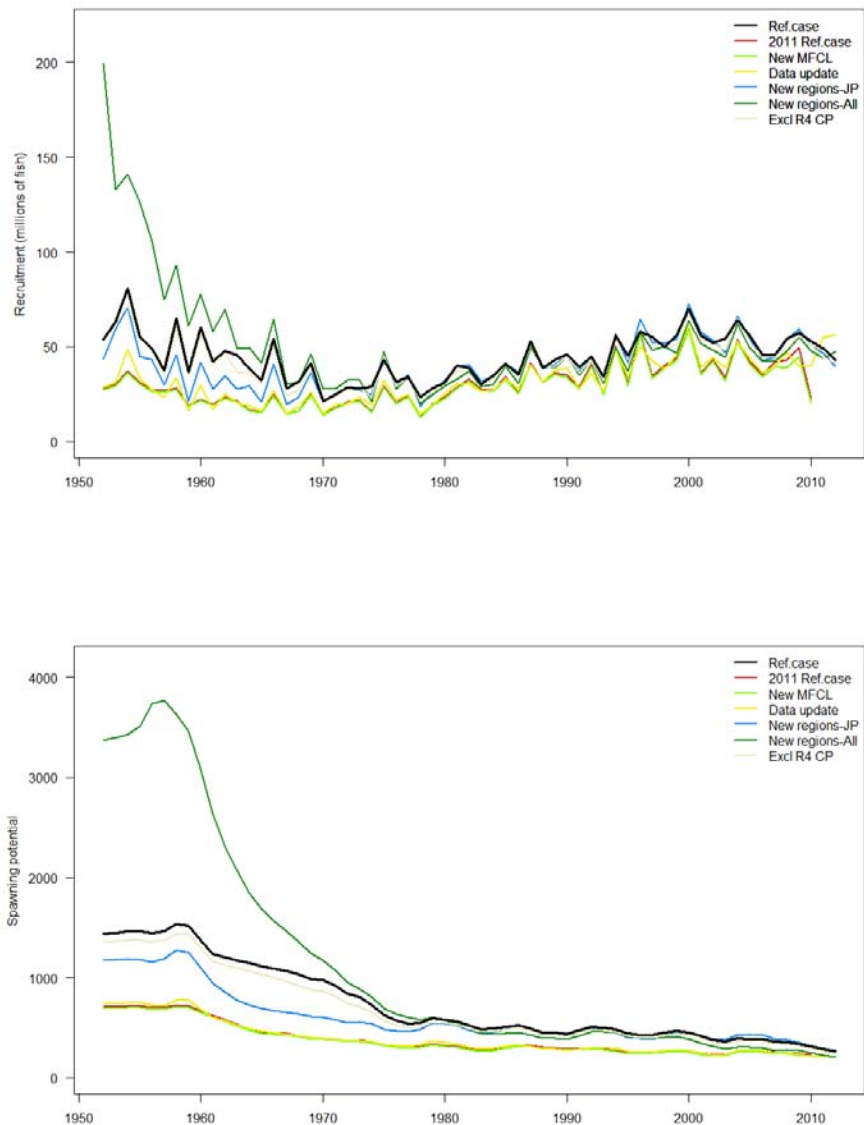 Recruitment (millions of fish)
200
150
100
50
0
Ref.case
2011 Ref.case
New MFCL
Data update
New regions-JP
New regions-All
Excl R4 CP
1950 1960 1970 1980 1990 2000 2010
Spawning potential
4000
3000
2000
1000
0
Ref.case
2011 Ref.case
New MFCL
Data update
New regions-JP
New regions-All
Excl R4 CP
1950 1960 1970 1980 1990 2000 2010